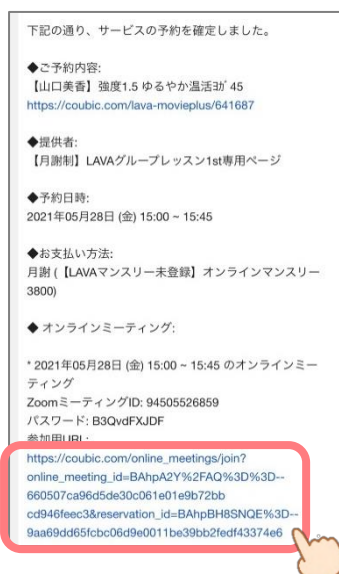 下記の通り、サービスの予約を確定しました。
◆ご予約内容:
【山口美香】強度1.5 ゆるやか温活ﾖｶﾞ 45
https://coubic.com/lava-movieplus/641687
◆提供者:
【月謝制】LAVAグループレッスン1st専用ページ
◆予約日時:
2021年05月28日 (金) 15:00 ~ 15:45
◆お支払い方法:
月謝 (【LAVAマンスリー未登録】オンラインマンスリー
3800)
◆ オンラインミーティング:
* 2021年05月28日 (金) 15:00 ~ 15:45 のオンラインミー
ティング
ZoomミーティングID: 94505526859
パスワード: B3QvdFXJDF
参加用URL:
https://coubic.com/online_meetings/join?
online_meeting_id=BAhpA2Y%2FAQ%3D%3D--
660507ca96d5de30c061e01e9b72bb
cd946feec3&reservation_id=BAhpBH8SNQE%3D--
9aa69dd65fcbc06d9e0011be39bb2fedf43374e6